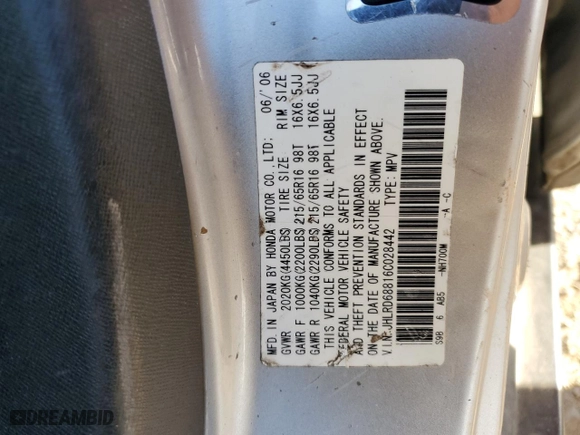 MFD. IN JAPAN BY HONDA MOTOR CO., LTD: 06/'06
GVWR 2020KG(4450LBS) TIRE SIZE RIM SIZE
GAWR F 1000KG(2200LBS) 215/65R16 98T 16X6.5JJ
GAWR R 1040KG(2290LBS) 215/65R16 98T 16X6.5JJ
THIS VEHICLE CONFORMS TO ALL APPLICABLE
FEDERAL MOTOR VEHICLE SAFETY
AND THEFT PREVENTION STANDARDS IN EFFECT
ON THE DATE OF MANUFACTURE SHOWN ABOVE.
V.I.N: JHLRD68816C028442 TYPE: MPV
S9B 6 AB5 -NH700M -A -C
DREAMBID